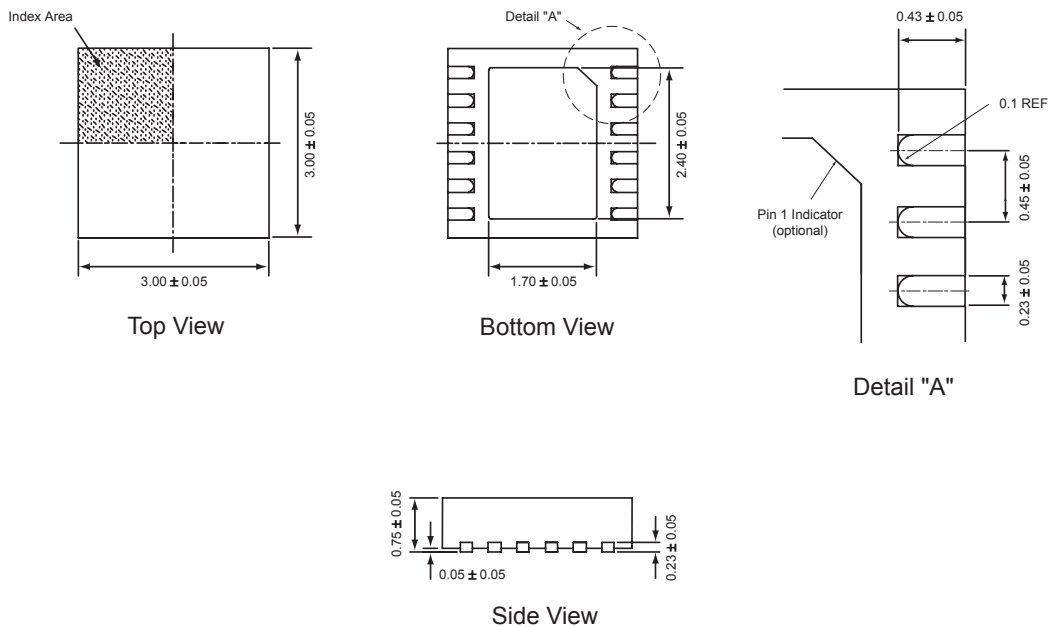 Index Area
3.00 ± 0.05
3.00 ± 0.05
Top View
Detail "A"
2.40 ± 0.05
1.70 ± 0.05
Bottom View
0.43 ± 0.05
0.1 REF
0.45 ± 0.05
Pin 1 Indicator
(optional)
0.23 ± 0.05
Detail "A"
0.75 ± 0.05
0.05 ± 0.05
0.23 ± 0.05
Side View